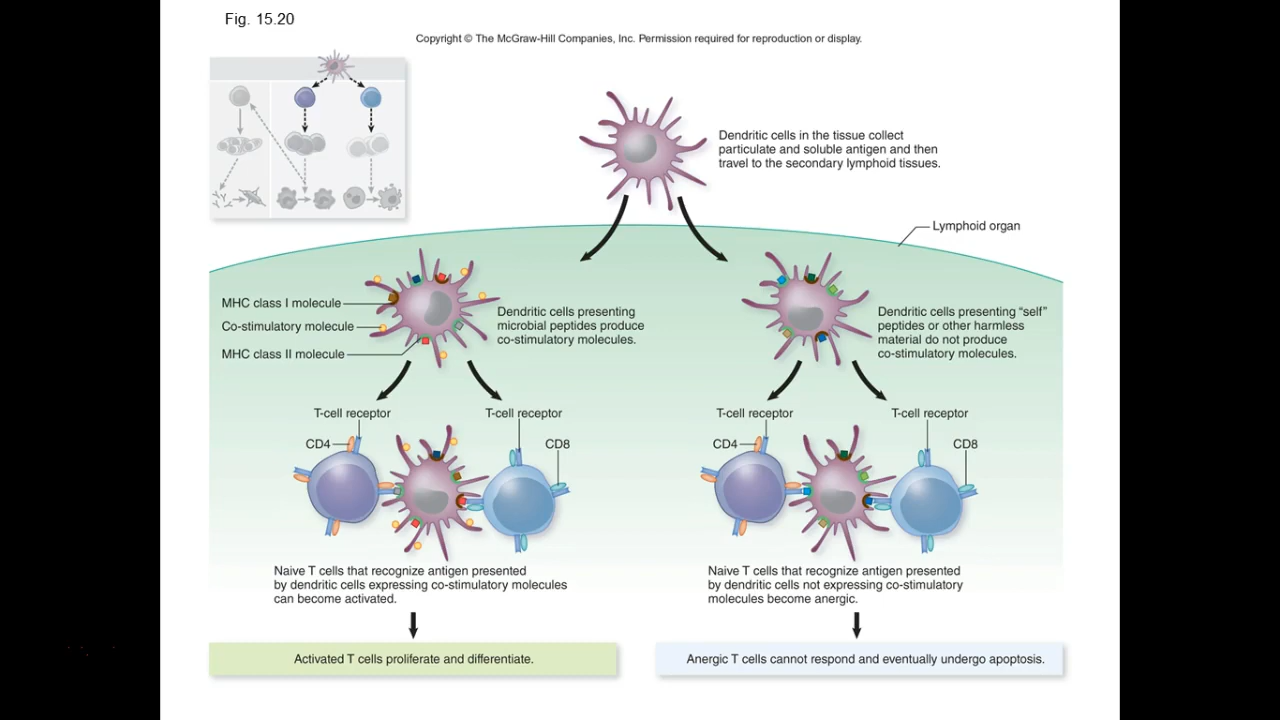 Fig. 15.20
Copyright © The McGraw-Hill Companies, Inc. Permission required for reproduction or display.
Dendritic cells in the tissue collect
particulate and soluble antigen and then
travel to the secondary lymphoid tissues.
Lymphoid organ
MHC class I molecule
Co-stimulatory molecule
MHC class II molecule
Dendritic cells presenting
microbial peptides produce
co-stimulatory molecules.
Dendritic cells presenting “self”
peptides or other harmless
material do not produce
co-stimulatory molecules.
T-cell receptor
T-cell receptor
CD4
CD8
T-cell receptor
T-cell receptor
CD4
CD8
Naive T cells that recognize antigen presented
by dendritic cells expressing co-stimulatory molecules
can become activated.
Naive T cells that recognize antigen presented
by dendritic cells not expressing co-stimulatory
molecules become anergic.
Activated T cells proliferate and differentiate.
Anergic T cells cannot respond and eventually undergo apoptosis.